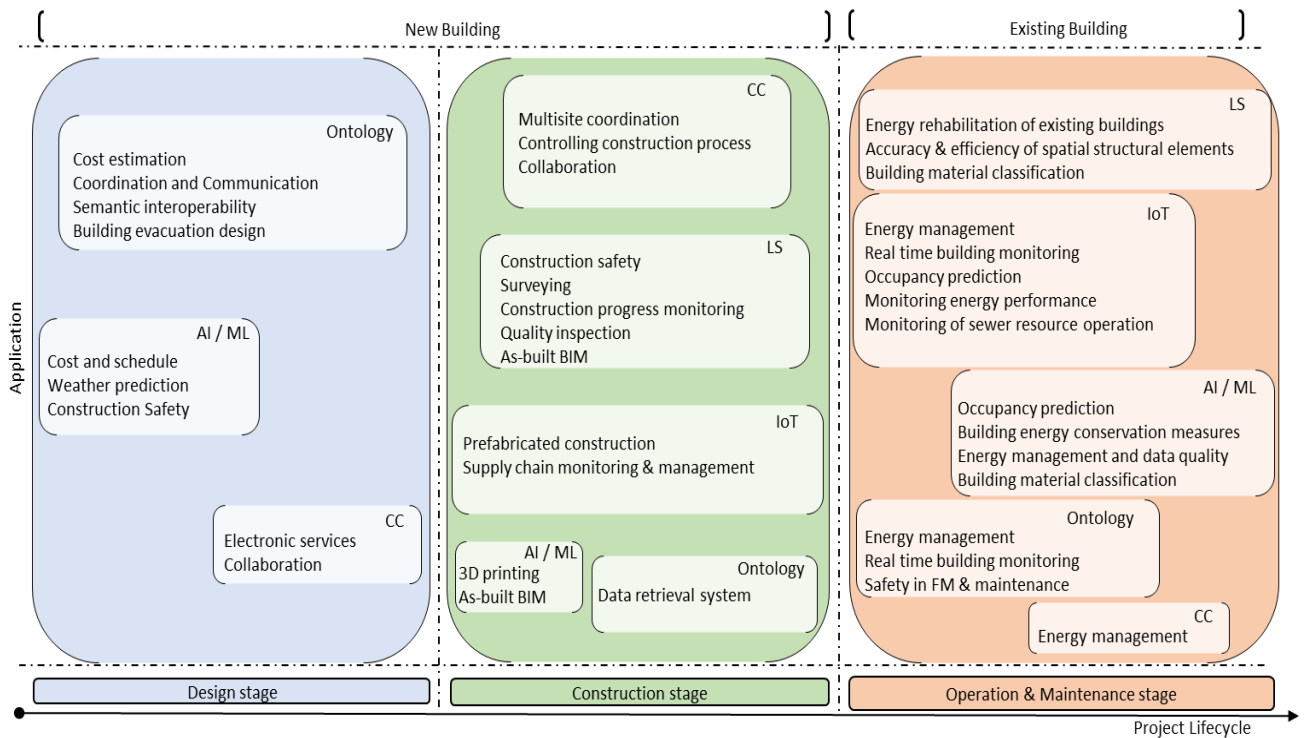 New Building
Existing Building
Application
Ontology
Cost estimation
Coordination and Communication
Semantic interoperability
Building evacuation design
AI / ML
Cost and schedule
Weather prediction
Construction Safety
CC
Electronic services
Collaboration
CC
Multisite coordination
Controlling construction process
Collaboration
LS
Construction safety
Surveying
Construction progress monitoring
Quality inspection
As-built BIM
IoT
Prefabricated construction
Supply chain monitoring & management
AI / ML
3D printing
As-built BIM
Ontology
Data retrieval system
LS
Energy rehabilitation of existing buildings
Accuracy & efficiency of spatial structural elements
Building material classification
IoT
Energy management
Real time building monitoring
Occupancy prediction
Monitoring energy performance
Monitoring of sewer resource operation
AI / ML
Occupancy prediction
Building energy conservation measures
Energy management and data quality
Building material classification
Ontology
Energy management
Real time building monitoring
Safety in FM & maintenance
CC
Energy management
Design stage
Construction stage
Operation & Maintenance stage
Project Lifecycle